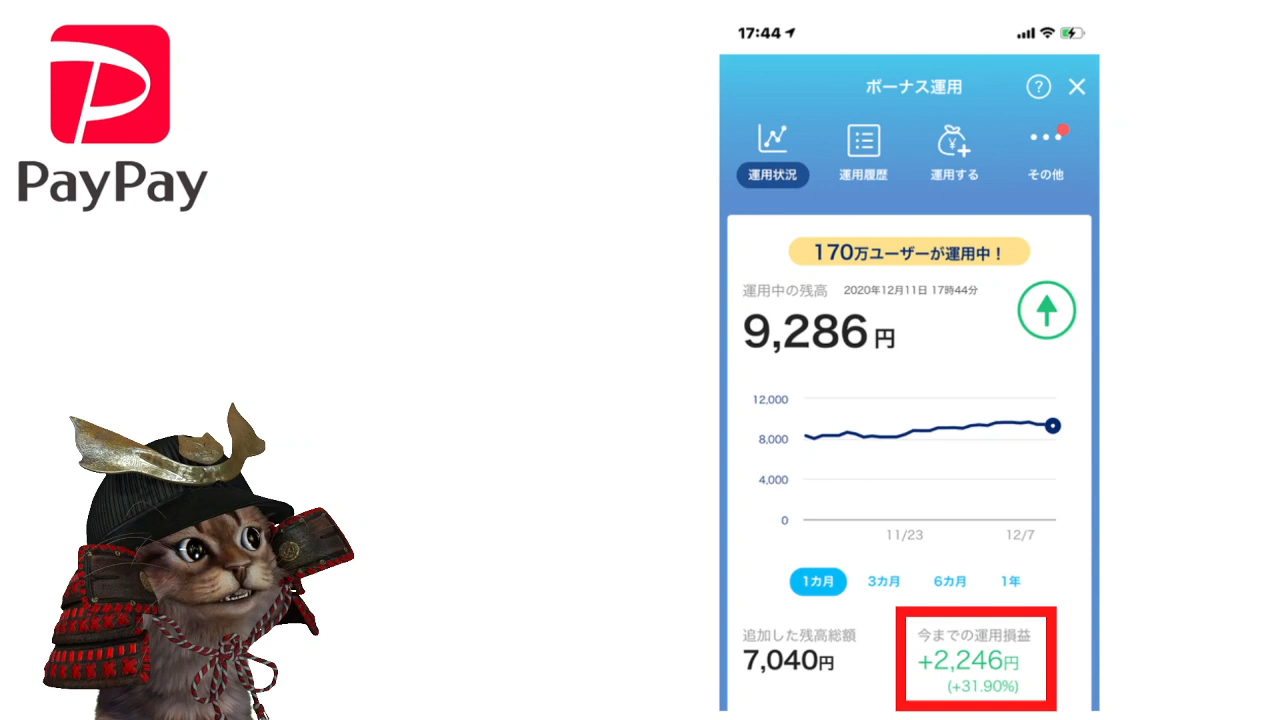 PayPay
17:44
ボーナス運用
?
運用状況
運用履歴
運用する
その他
170万ユーザーが運用中!
運用中の残高 2020年12月11日 17時44分
9,286円
12,000
8,000
4,000
0
11/23
12/7
1カ月
3カ月
6カ月
1年
追加した残高総額
7,040円
今までの運用損益
+2,246円
(+31.90%)